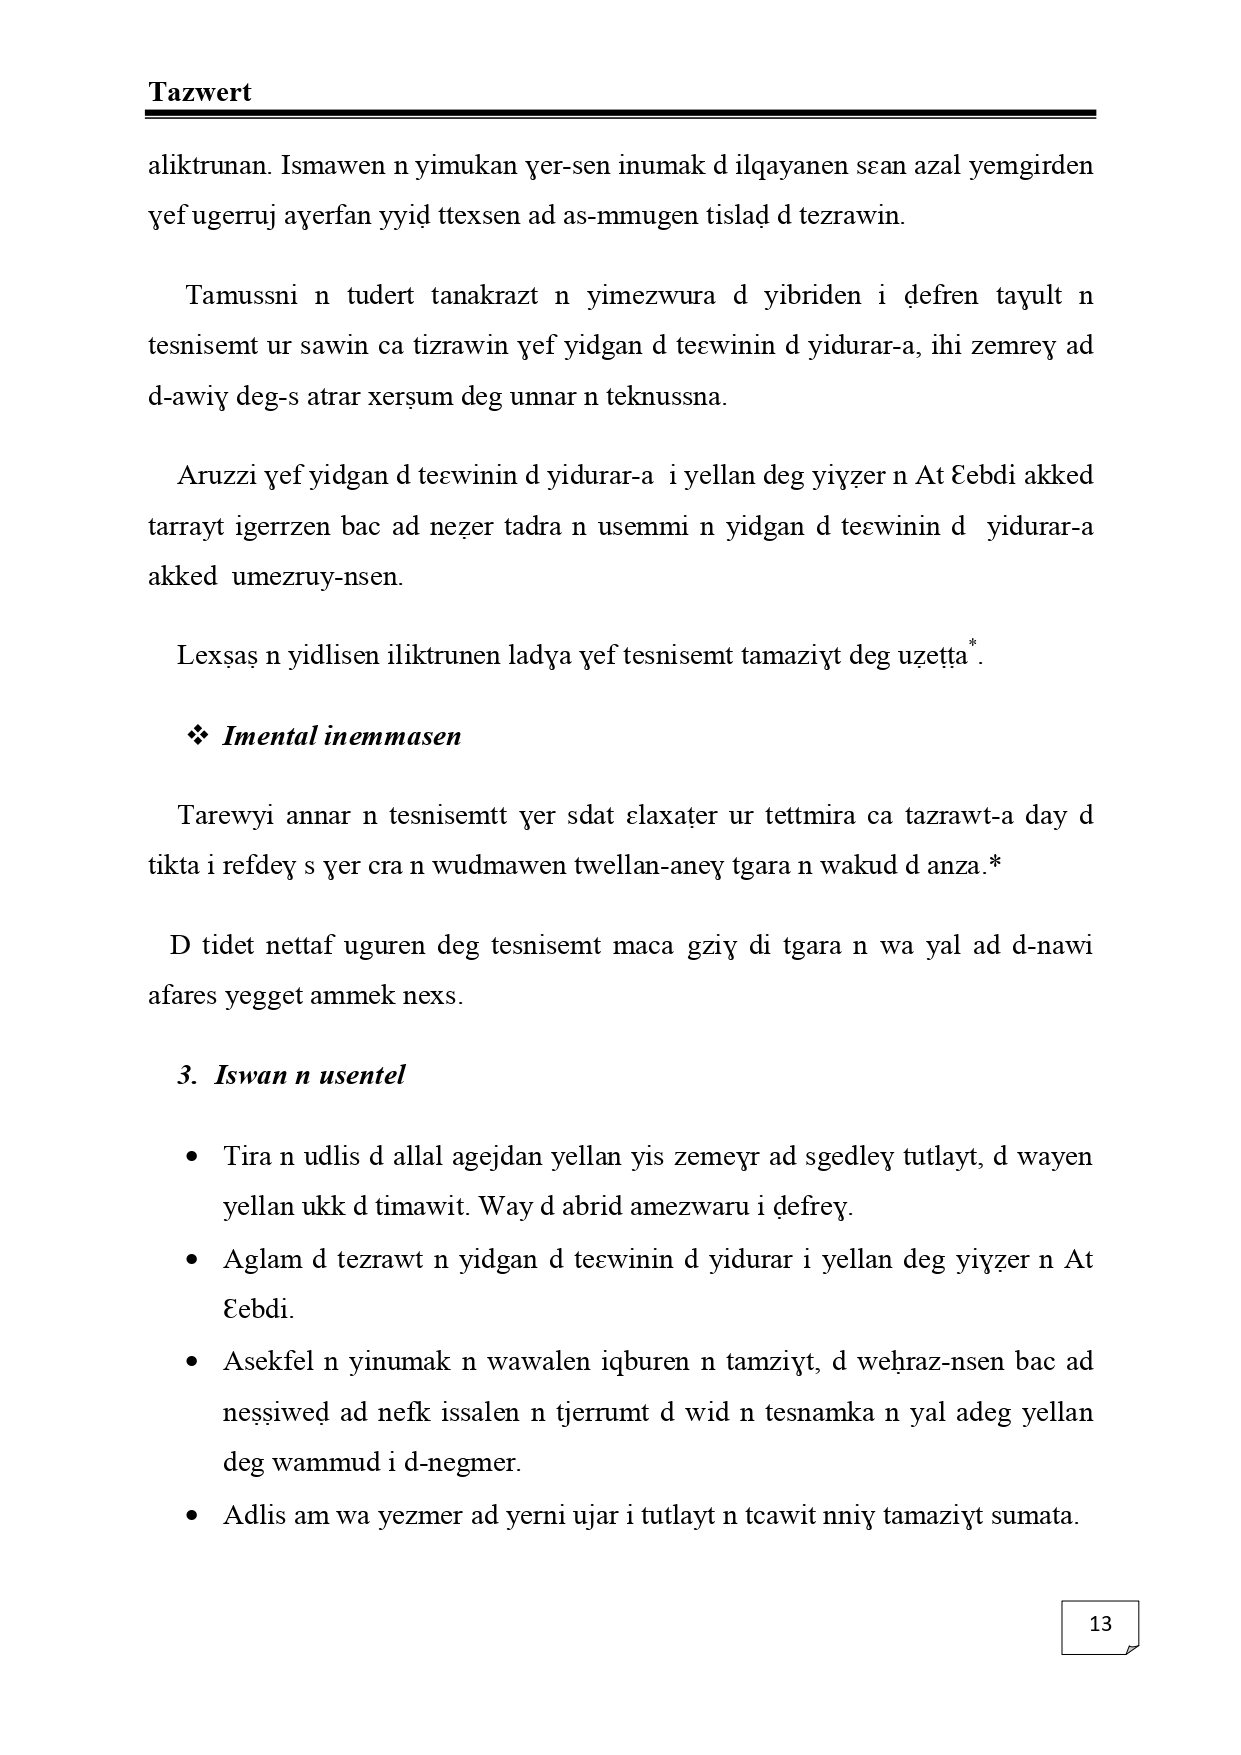 Tazwert
aliktrunan. Ismawen n yimukan ɣer-sen inumak d ilqayanen sɛan azal yemgirden
ɣef ugerruj aɣerfan yyiḍ ttexsen ad as-mmugen tislaḍ d tezrawin.
Tamussni n tudert tanakrazt n yimezwura d yibriden i ḍefren taɣult n
tesnisemt ur sawin ca tizrawin ɣef yidgan d teɛwinin d yidurar-a, ihi zemreɣ ad
d-awiɣ deg-s atrar xerṣum deg unnar n teknussna.
Aruzzi ɣef yidgan d teɛwinin d yidurar-a  i yellan deg yiɣẓer n At Ɛebdi akked
tarrayt igerrzen bac ad neẓer tadra n usemmi n yidgan d teɛwinin d  yidurar-a
akked  umezruy-nsen.
Lexṣaṣ n yidlisen iliktrunen ladɣa ɣef tesnisemt tamaziɣt deg uẓeṭṭa*.
❖ Imental inemmasen
Tarewyi annar n tesnisemtt ɣer sdat ɛlaxaṭer ur tettmira ca tazrawt-a day d
tikta i refdeɣ s ɣer cra n wudmawen twellan-aneɣ tgara n wakud d anza.*
D tidet nettaf uguren deg tesnisemt maca gziɣ di tgara n wa yal ad d-nawi
afares yegget ammek nexs.
3. Iswan n usentel
• Tira n udlis d allal agejdan yellan yis zemeɣr ad sgedleɣ tutlayt, d wayen
yellan ukk d timawit. Way d abrid amezwaru i ḍefreɣ.
• Aglam d tezrawt n yidgan d teɛwinin d yidurar i yellan deg yiɣẓer n At
Ɛebdi.
• Asekfel n yinumak n wawalen iqburen n tamziɣt, d weḥraz-nsen bac ad
neṣṣiweḍ ad nefk issalen n tjerrumt d wid n tesnamka n yal adeg yellan
deg wammud i d-negmer.
• Adlis am wa yezmer ad yerni ujar i tutlayt n tcawit nniɣ tamaziɣt sumata.
13